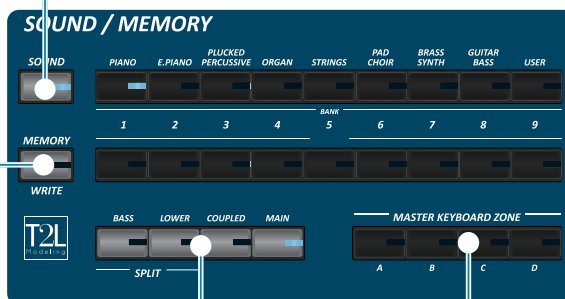 SOUND / MEMORY
SOUND
PIANO
E.PIANO
PLUCKED
PERCUSSIVE
ORGAN
STRINGS
PAD
CHOIR
BRASS
SYNTH
GUITAR
BASS
USER
BANK
1 2 3 4 5 6 7 8 9
MEMORY
WRITE
T2L
Modeling
BASS LOWER COUPLED MAIN
SPLIT
MASTER KEYBOARD ZONE
A B C D